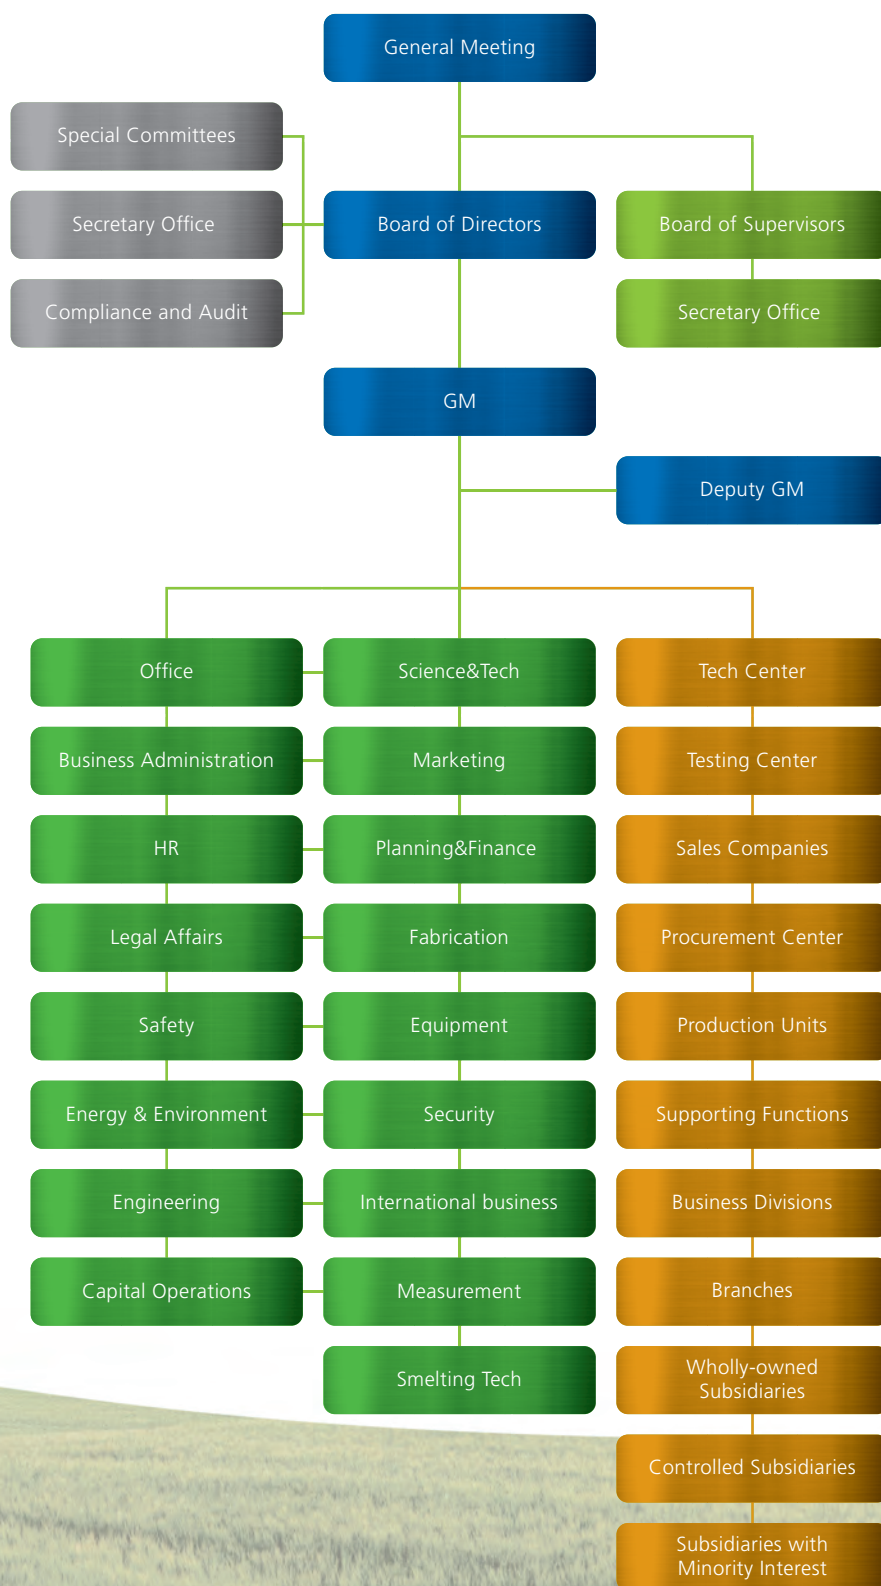 General Meeting
Special Committees
Secretary Office
Board of Directors
Board of Supervisors
Compliance and Audit
Secretary Office
GM
Deputy GM
Office
Science&Tech
Tech Center
Business Administration
Marketing
Testing Center
HR
Planning&Finance
Sales Companies
Legal Affairs
Fabrication
Procurement Center
Safety
Equipment
Production Units
Energy & Environment
Security
Supporting Functions
Engineering
International business
Business Divisions
Capital Operations
Measurement
Branches
Smelting Tech
Wholly-owned
Subsidiaries
Controlled Subsidiaries
Subsidiaries with
Minority Interest